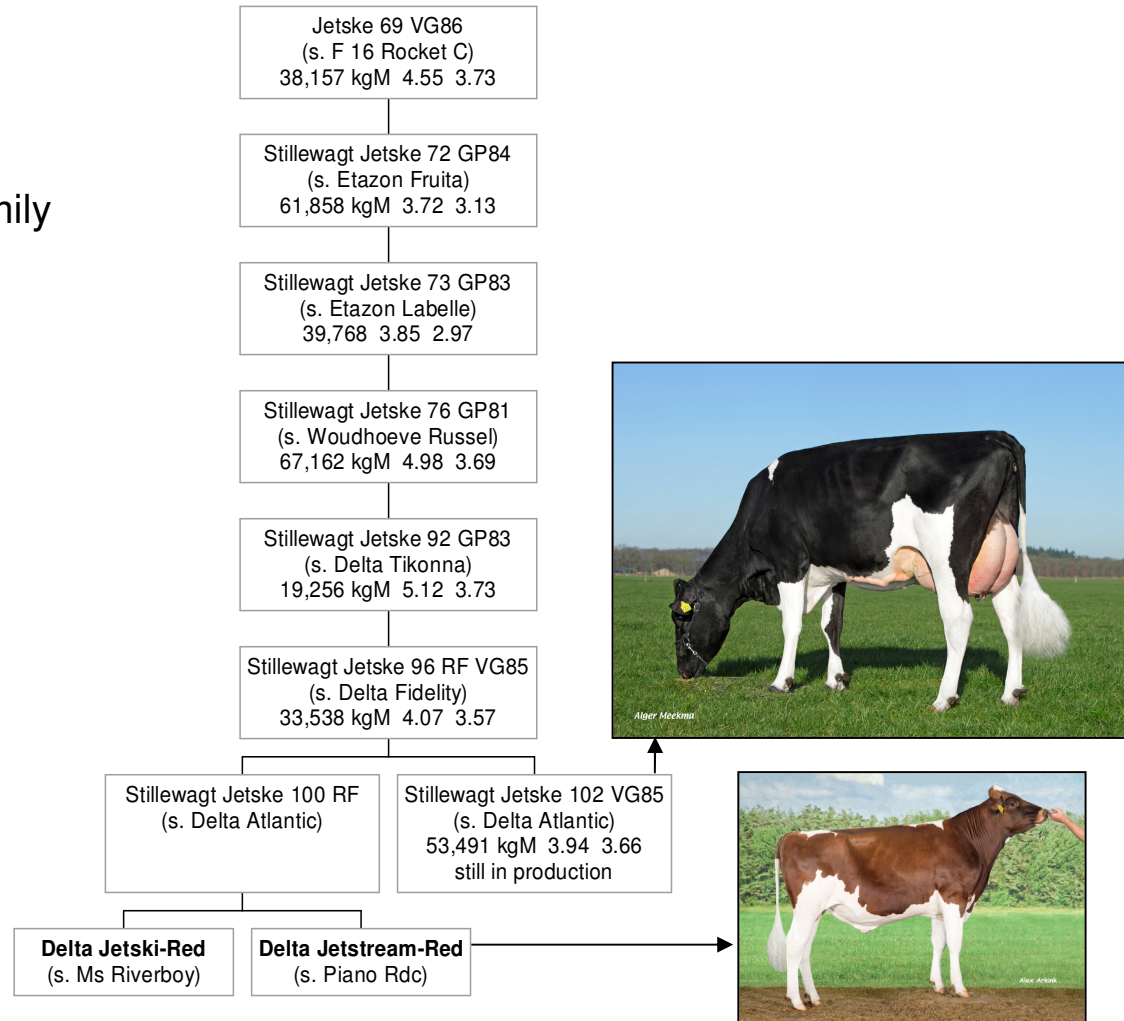 Jetske 69 VG86
(s. F 16 Rocket C)
38,157 kgM 4.55 3.73
Stillewagt Jetske 72 GP84
(s. Etazon Fruita)
61,858 kgM 3.72 3.13
nily
Stillewagt Jetske 73 GP83
(s. Etazon Labelle)
39,768 3.85 2.97
Stillewagt Jetske 76 GP81
(s. Woudhoeve Russel)
67,162 kgM 4.98 3.69
Stillewagt Jetske 92 GP83
(s. Delta Tikonna)
19,256 kgM 5.12 3.73
Stillewagt Jetske 96 RF VG85
(s. Delta Fidelity)
33,538 kgM 4.07 3.57
Alger Meekma
Stillewagt Jetske 100 RF
(s. Delta Atlantic)
Stillewagt Jetske 102 VG85
(s. Delta Atlantic)
53,491 kgM 3.94 3.66
still in production
Delta Jetski-Red
(s. Ms Riverboy)
Delta Jetstream-Red
(s. Piano Rdc)
Alex Arkink